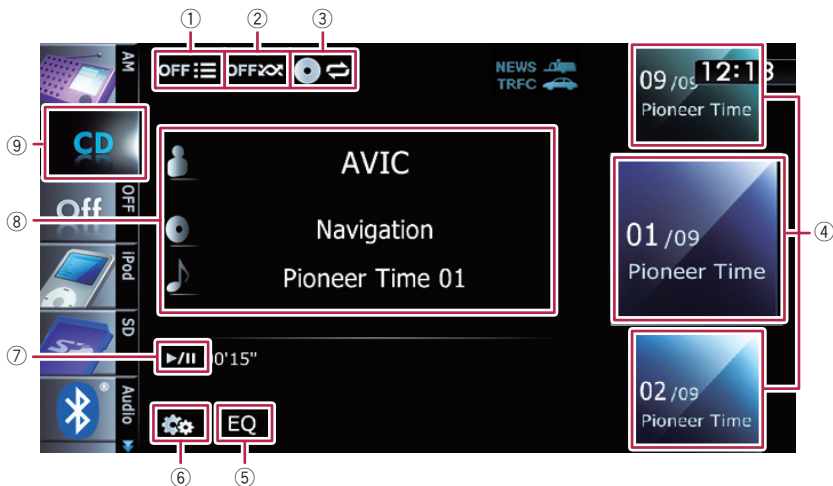 ① ② ③
AM
OFF
OFF
NEWS
TRFC
09/09
12:13
Pioneer Time
⑨
CD
④
Off
OFF
⑧
AVIC
Navigation
Pioneer Time 01
01/09
Pioneer Time
iPod
SD
⑦
►/II
0'15"
02/09
Pioneer Time
Audio
EQ
⑥ ⑤